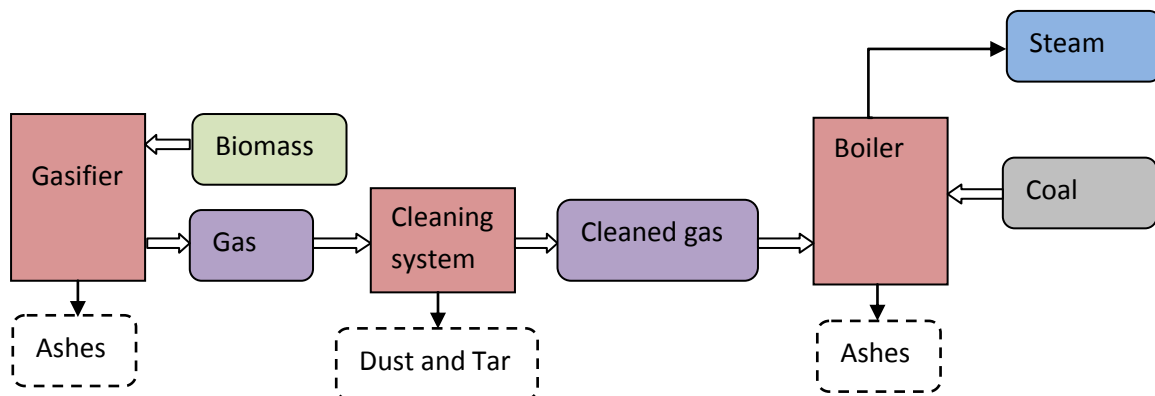 Steam
Biomass
Boiler
Gasifier
Coal
Cleaning
system
Gas
Cleaned gas
Ashes
Dust and Tar
Ashes